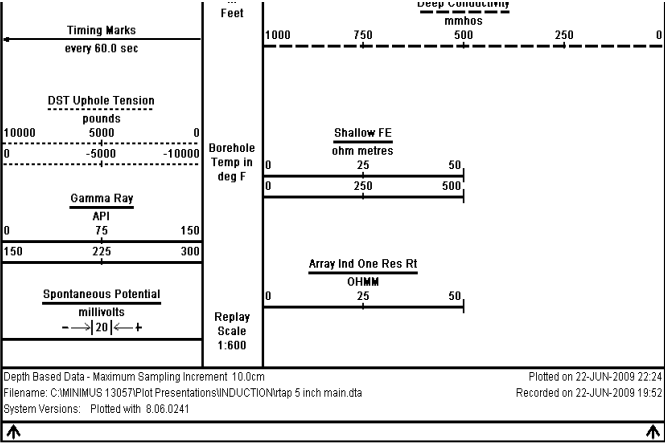 Feet
Timing Marks
every 60.0 sec
Deep Conductivity
mmhos
1000 750 500 250 0
DST Uphole Tension
pounds
10000 5000 0
0 -5000 -10000
Gamma Ray
API
0 75 150
150 225 300
Spontaneous Potential
millivolts
- 20 +
Borehole
Temp in
deg F
Replay
Scale
1:600
Shallow FE
ohm metres
0 25 50
0 250 500
Array Ind One Res Rt
OHMM
0 25 50
Depth Based Data - Maximum Sampling Increment 10.0cm Plotted on 22-JUN-2009 22:24
Filename: C:\MINIMUS 13057\Plot Presentations\INDUCTION\rtap 5 inch main.dta Recorded on 22-JUN-2009 19:52
System Versions: Plotted with 8.06.0241